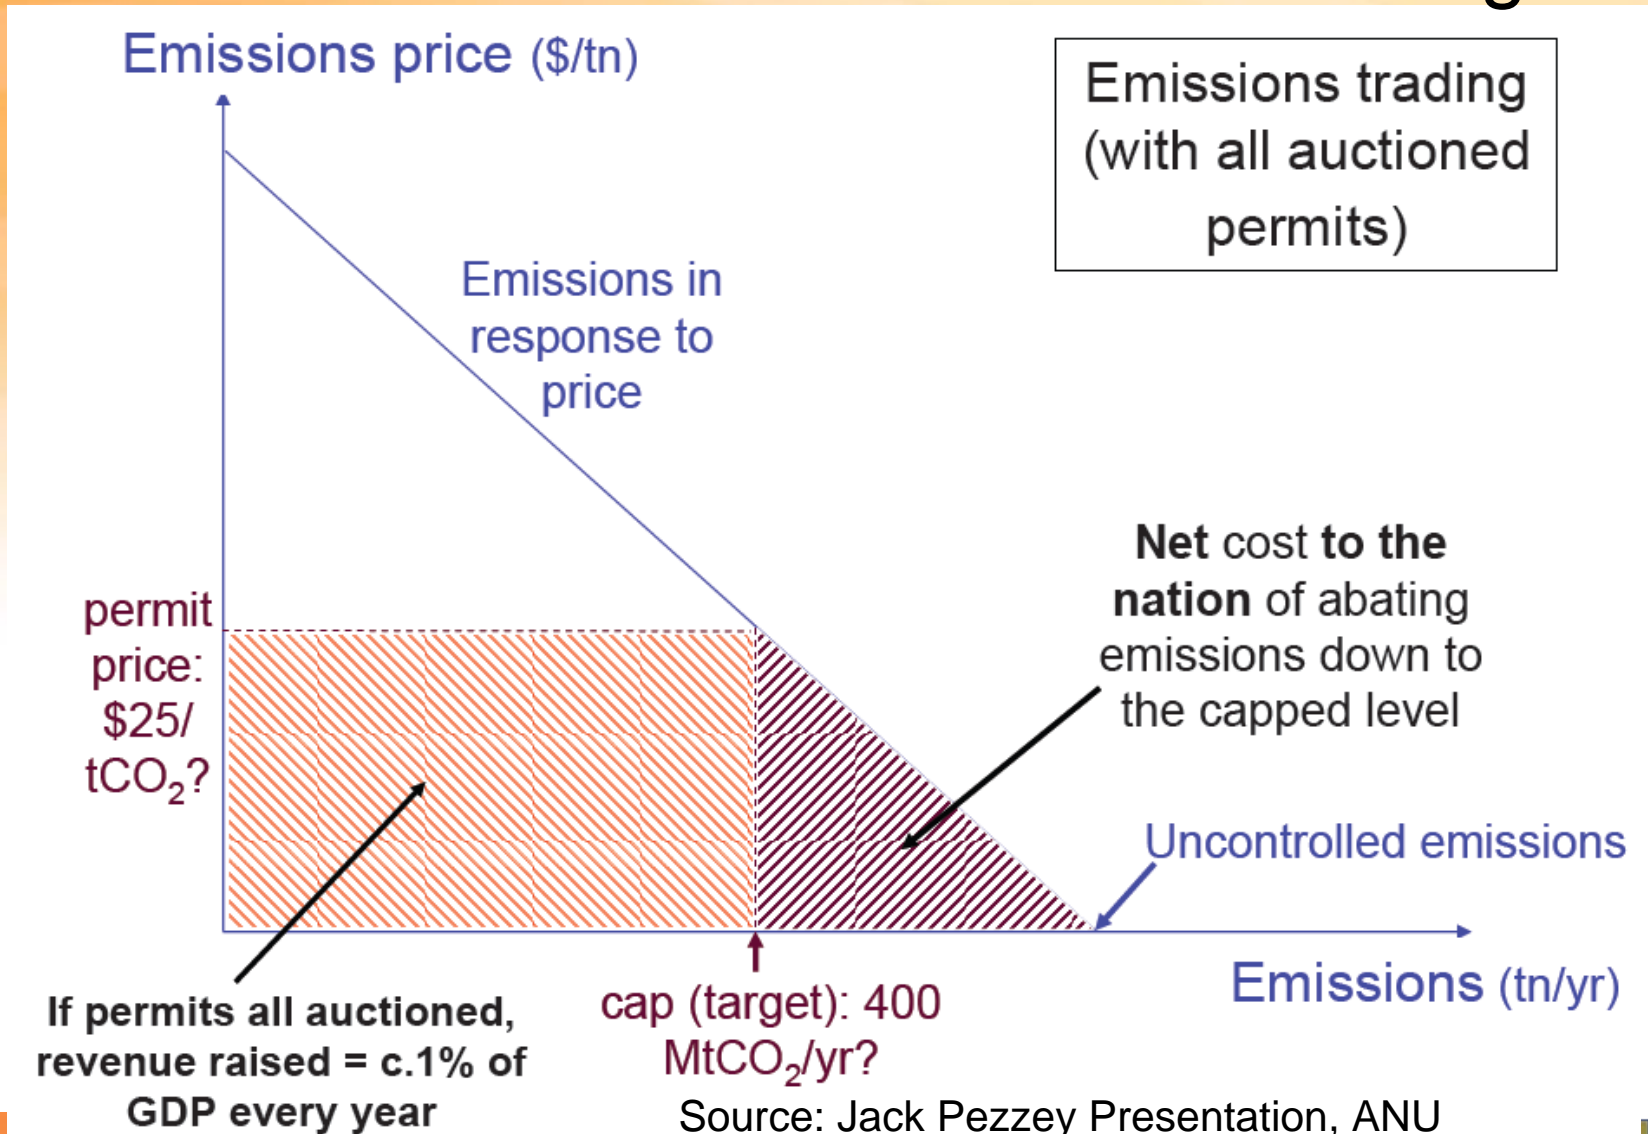 Emissions price ($/tn)
Emissions trading
(with all auctioned
permits)
Emissions in
response to
price
permit
price:
$25/
tCO₂?
Net cost to the
nation of abating
emissions down to
the capped level
Uncontrolled emissions
Emissions (tn/yr)
cap (target): 400
MtCO₂/yr?
If permits all auctioned,
revenue raised = c.1% of
GDP every year
Source: Jack Pezzey Presentation, ANU